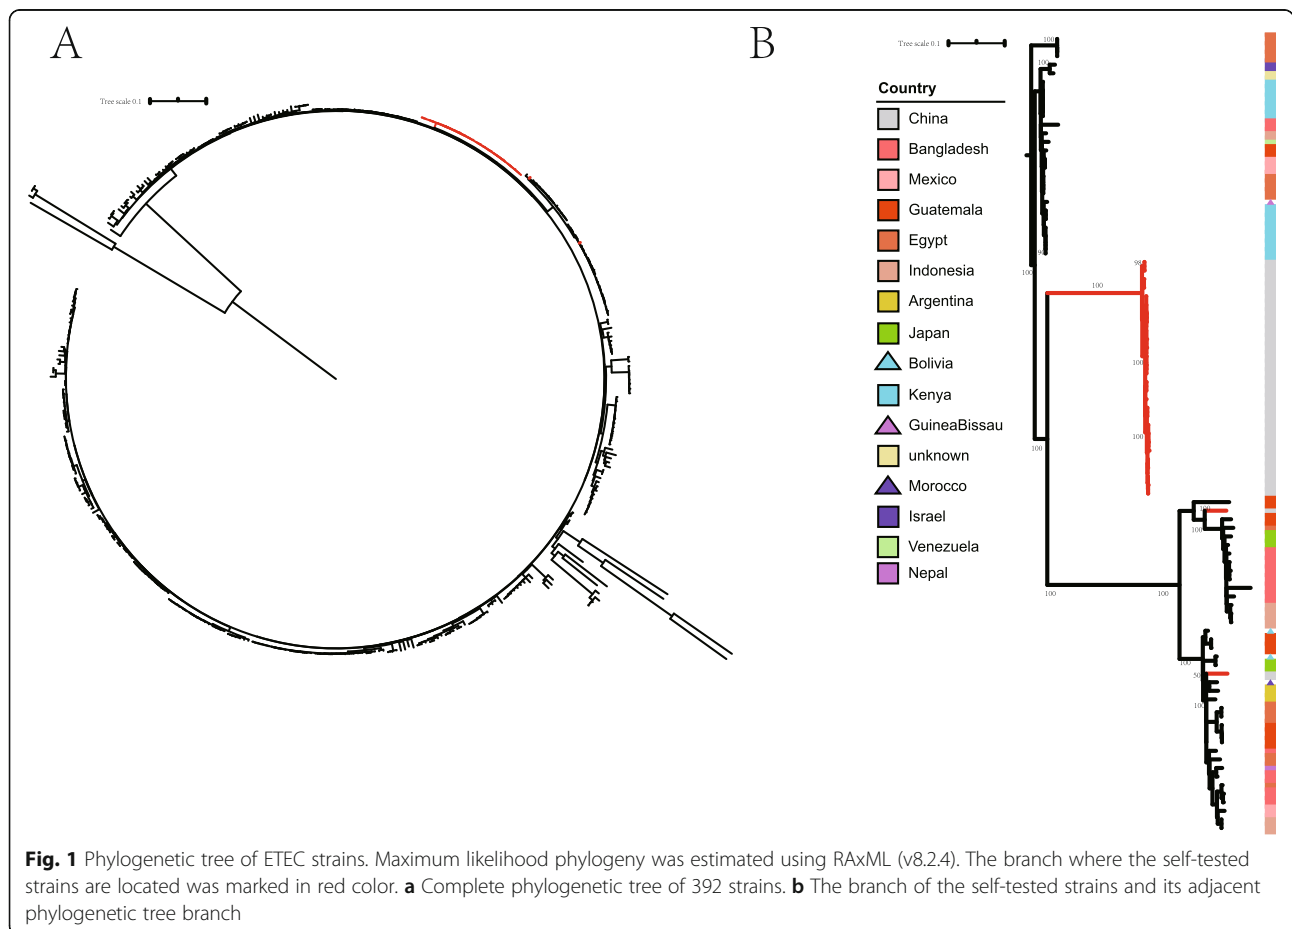 A
B
Tree scale 0.1
Tree scale 0.1
Country
China
Bangladesh
Mexico
Guatemala
Egypt
Indonesia
Argentina
Japan
Bolivia
Kenya
GuineaBissau
unknown
Morocco
Israel
Venezuela
Nepal
100
100
100
98
100
100
100
100
100
100
100
100
100
100
50
100
Fig. 1 Phylogenetic tree of ETEC strains. Maximum likelihood phylogeny was estimated using RAxML (v8.2.4). The branch where the self-tested
strains are located was marked in red color. a Complete phylogenetic tree of 392 strains. b The branch of the self-tested strains and its adjacent
phylogenetic tree branch